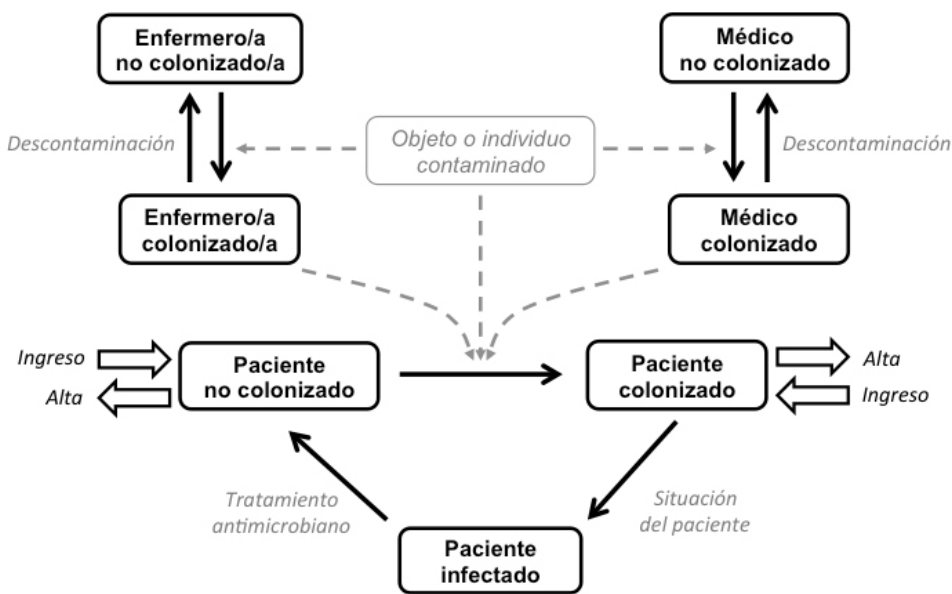 Enfermero/a
no colonizado/a
Médico
no colonizado
Descontaminación
Objeto o individuo
contaminado
Descontaminación
Enfermero/a
colonizado/a
Médico
colonizado
Ingreso
Alta
Paciente
no colonizado
Paciente
colonizado
Alta
Ingreso
Tratamiento
antimicrobiano
Situación
del paciente
Paciente
infectado